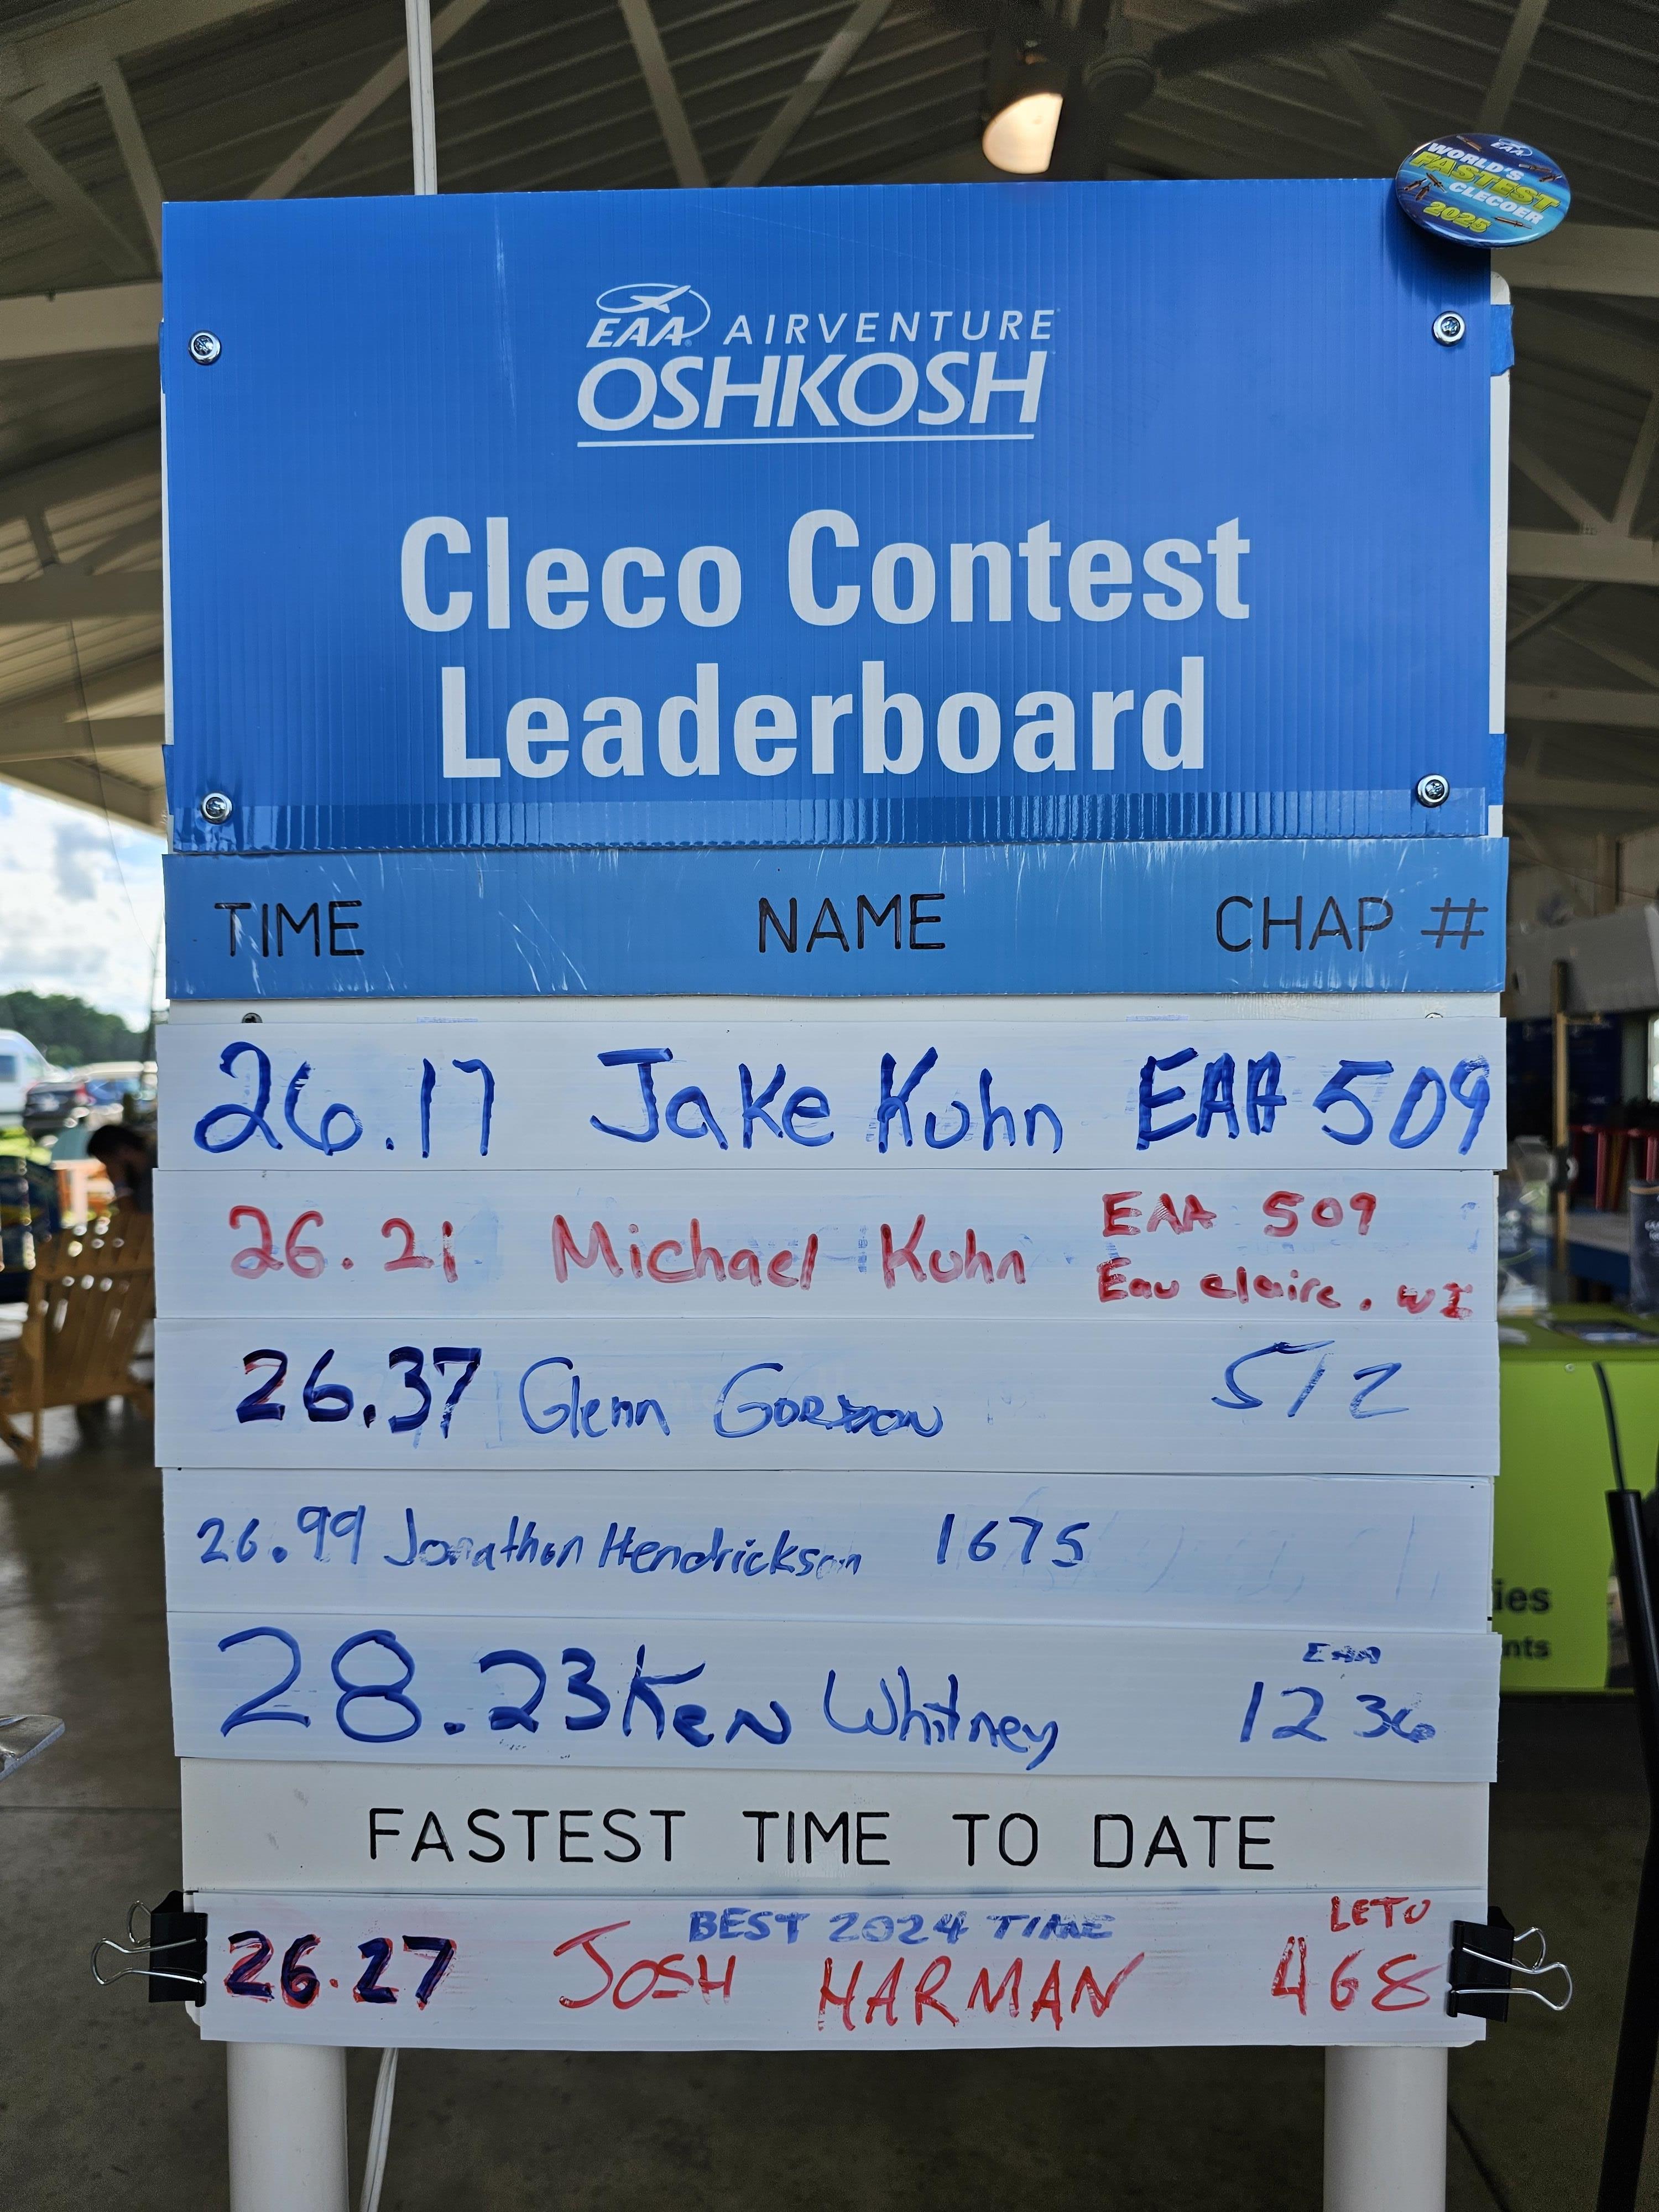 EAA
WORLD'S
FASTEST
CLECOER
2025
EAA AIRVENTURE
OSHKOSH
Cleco Contest
Leaderboard
TIME NAME CHAP #
26.17 Jake Kuhn EAA 509
26.21 Michael Kuhn EAA 509
Eau claire, WI
26.37 Glenn GORDON 512
26.99 Jonathon Hendrickson 1675
28.23 Ken Whitney EAA 1236
FASTEST TIME TO DATE
BEST 2024 TIME
26.27 JOSH HARMAN LETU 468
ies
nts